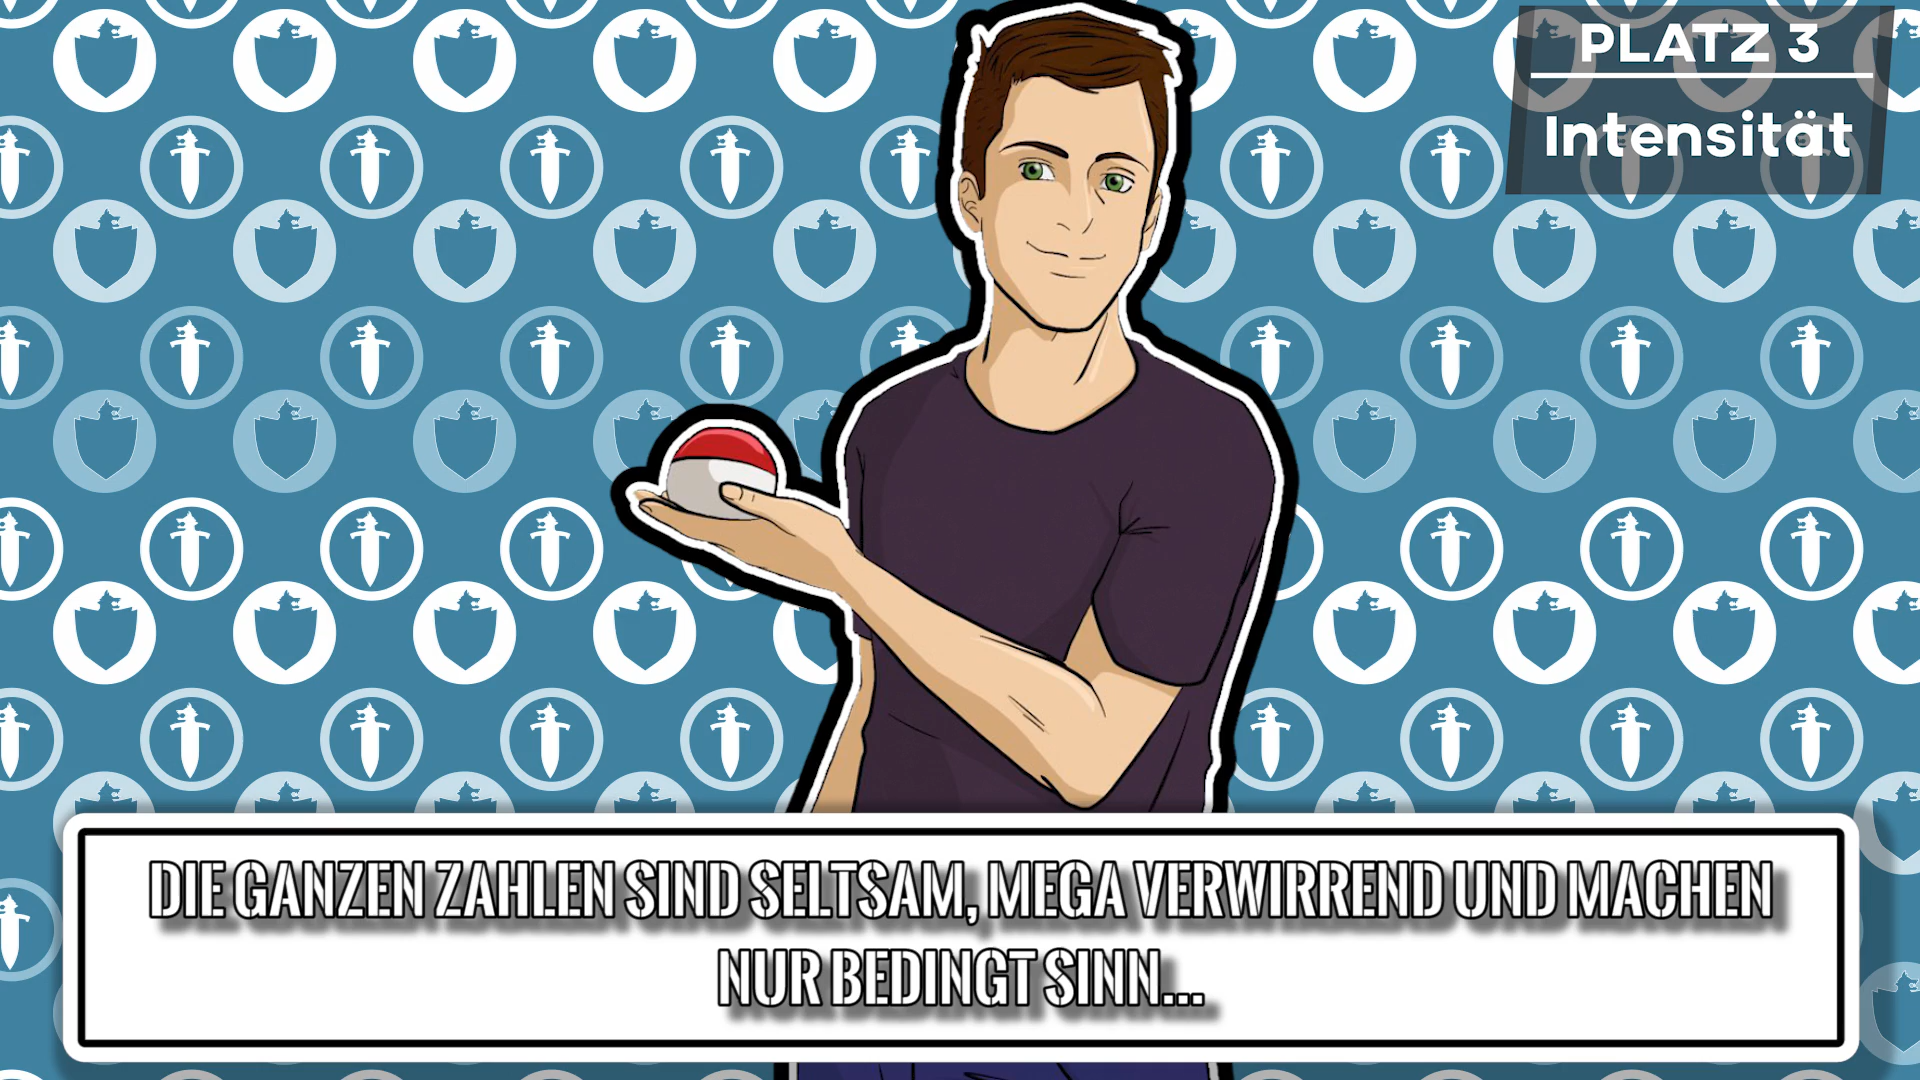 PLATZ 3
Intensität
DIE GANZEN ZAHLEN SIND SELTSAM, MEGA VERWIRREND UND MACHEN
NUR BEDINGT SINN...